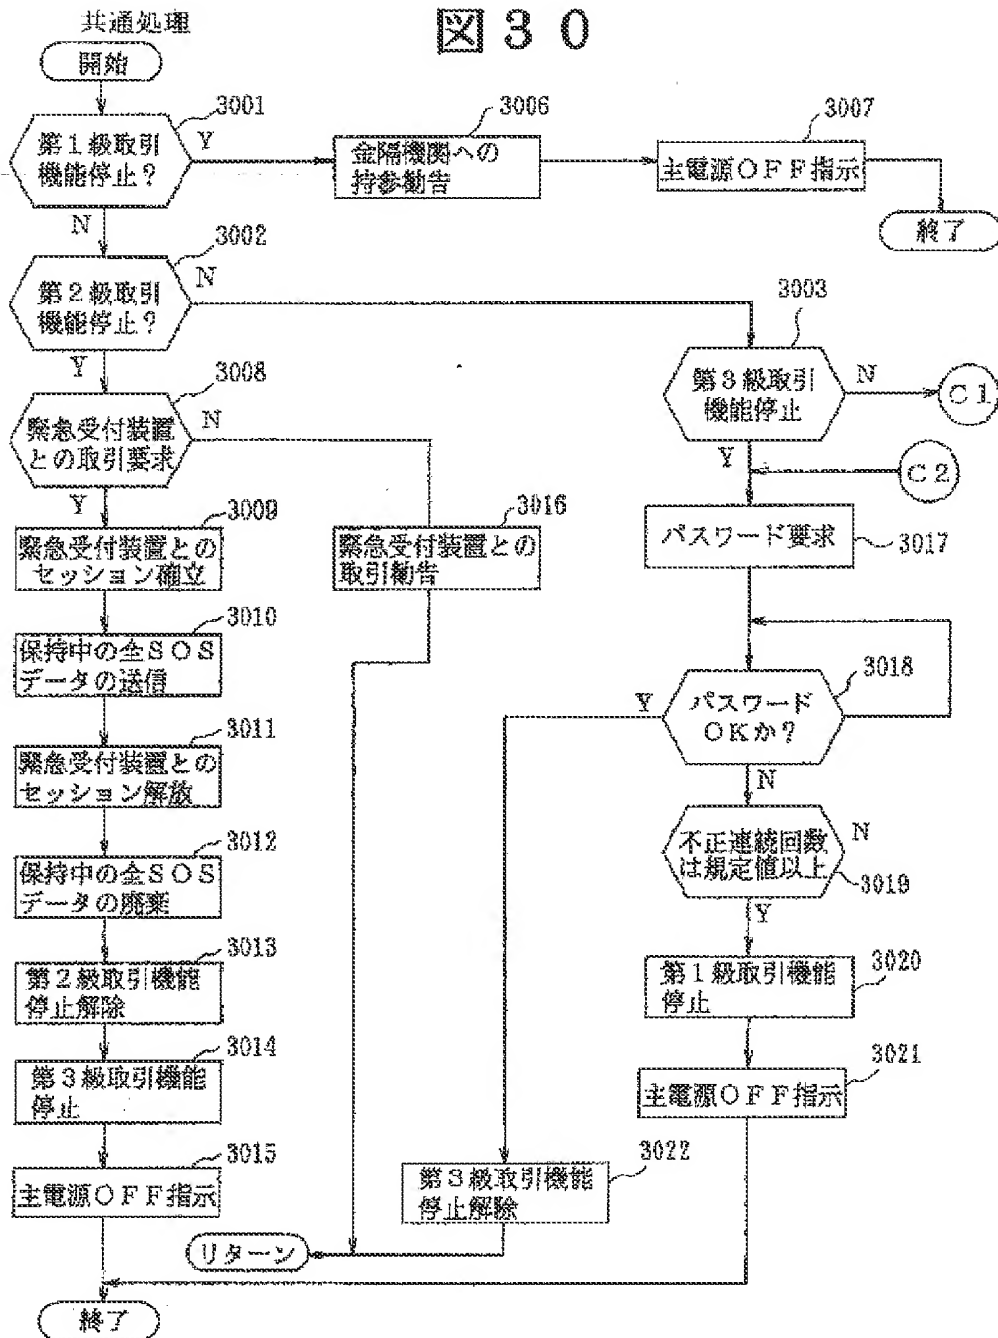 図３０
共通処理
開始
3001
第１級取引
機能停止？
Y
N
3006
金隔機関への
持参勧告
3007
主電源ＯＦＦ指示
終了
3002
第２級取引
機能停止？
N
Y
3003
第３級取引
機能停止
N
C1
Y
C2
3008
緊急受付装置
との取引要求
N
Y
3009
緊急受付装置との
セッション確立
3010
保持中の全ＳＯＳ
データの送信
3011
緊急受付装置との
セッション解放
3012
保持中の全ＳＯＳ
データの廃棄
3013
第２級取引機能
停止解除
3014
第３級取引機能
停止
3015
主電源ＯＦＦ指示
3016
緊急受付装置との
取引勧告
パスワード要求
3017
3018
パスワード
ＯＫか？
Y
N
不正連続回数
は規定値以上
N
3019
Y
3020
第１級取引機能
停止
3021
主電源ＯＦＦ指示
3022
第３級取引機能
停止解除
リターン
終了